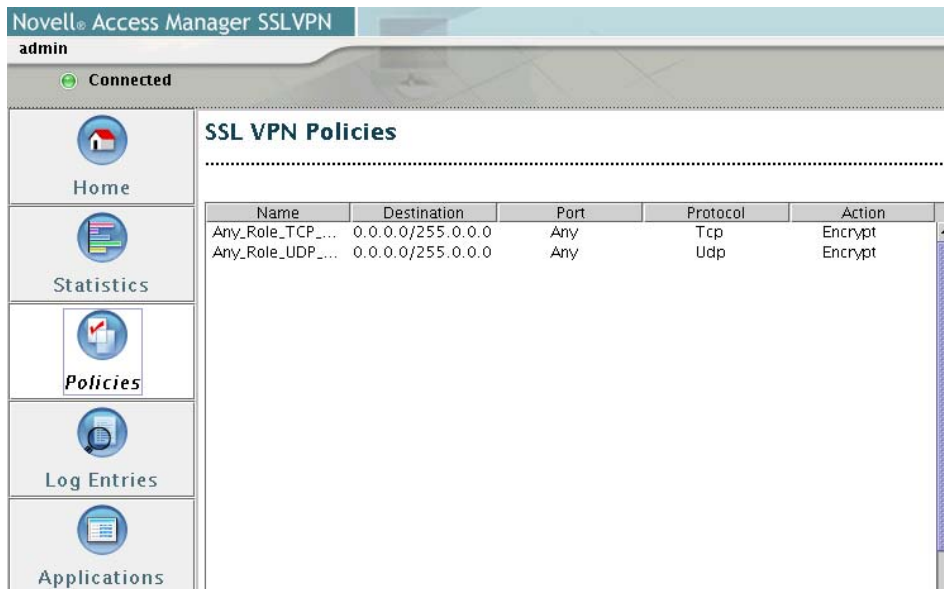 Novell® Access Manager SSLVPN
admin
Connected
Home
Statistics
Policies
Log Entries
Applications
SSL VPN Policies
Name Destination Port Protocol Action
Any_Role_TCP_... 0.0.0.0/255.0.0.0 Any Tcp Encrypt
Any_Role_UDP_... 0.0.0.0/255.0.0.0 Any Udp Encrypt